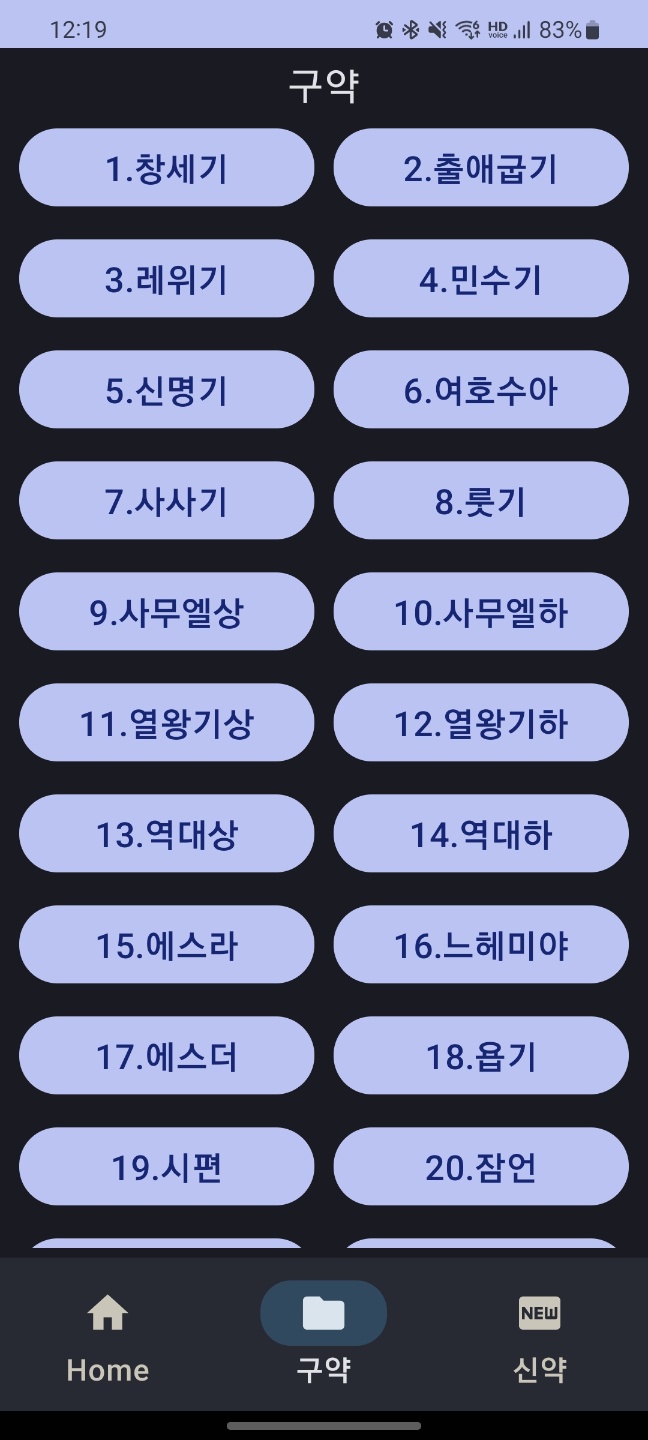 12:19 HD voice 83%
구약
1.창세기 2.출애굽기
3.레위기 4.민수기
5.신명기 6.여호수아
7.사사기 8.룻기
9.사무엘상 10.사무엘하
11.열왕기상 12.열왕기하
13.역대상 14.역대하
15.에스라 16.느헤미야
17.에스더 18.욥기
19.시편 20.잠언
NEW
Home 구약 신약